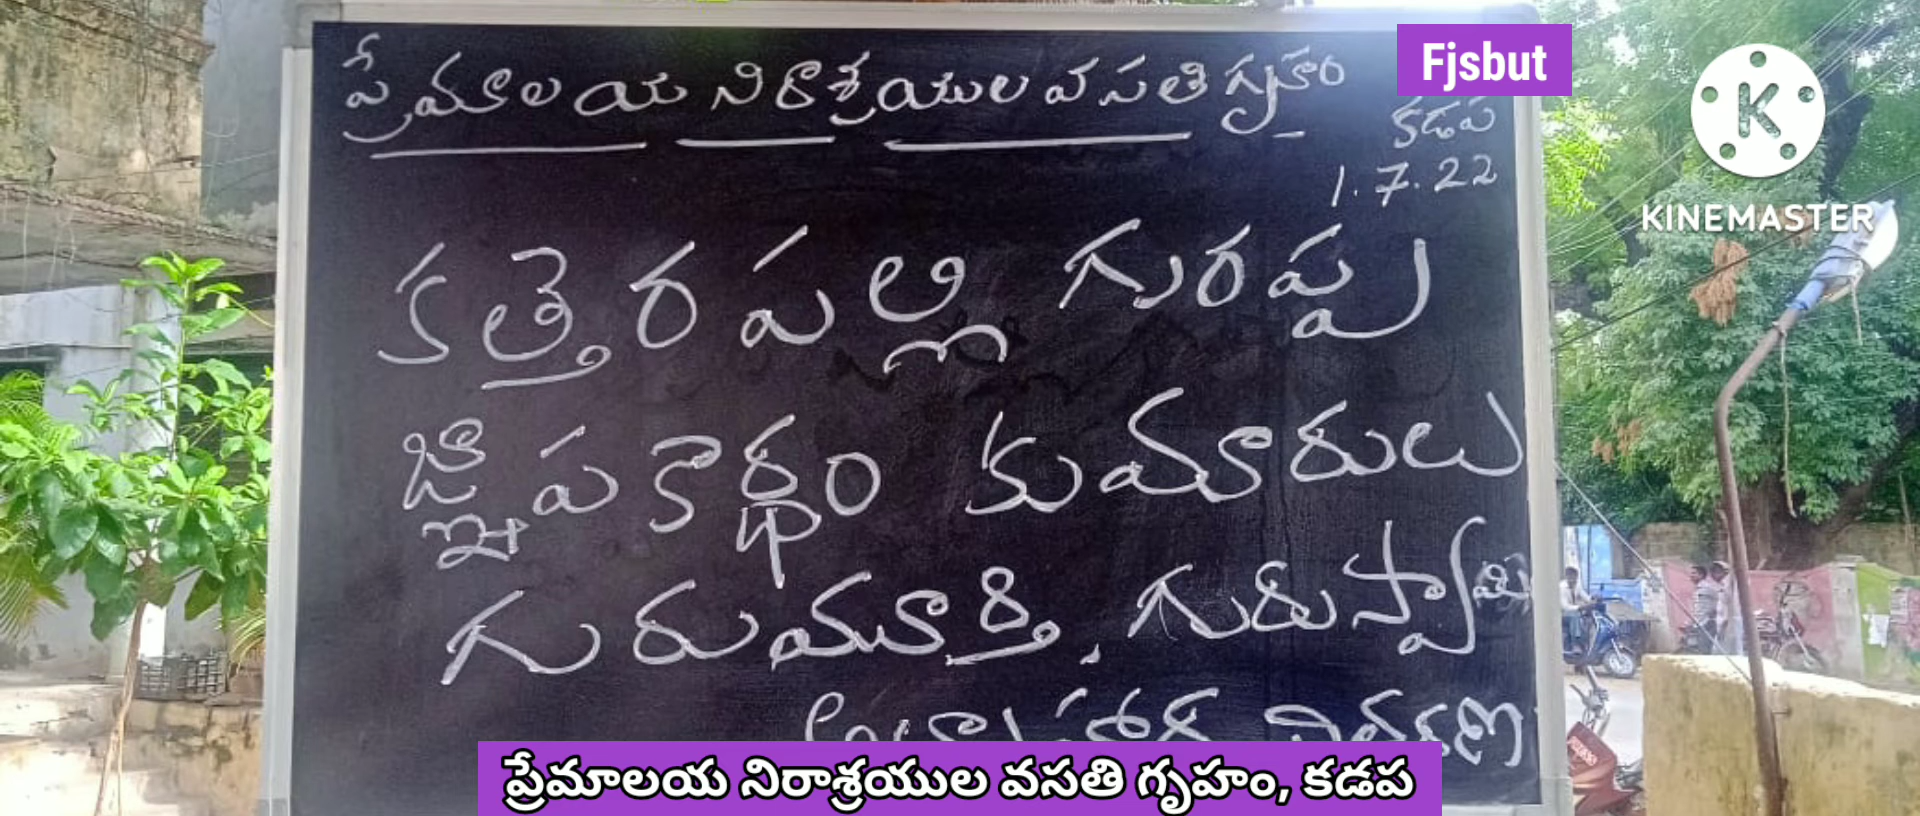 ప్రేమాలయ నిరాశ్రయుల వసతి గృహం
Fjsbut
కడప
1.7.22
KINEMASTER
కత్తెరపల్లి గురప్ప
జ్ఞాపకార్థం కుమారులు
గురుమూర్తి, గురుస్వామి
ప్రేమాలయ నిరాశ్రయుల వసతి గృహం, కడప